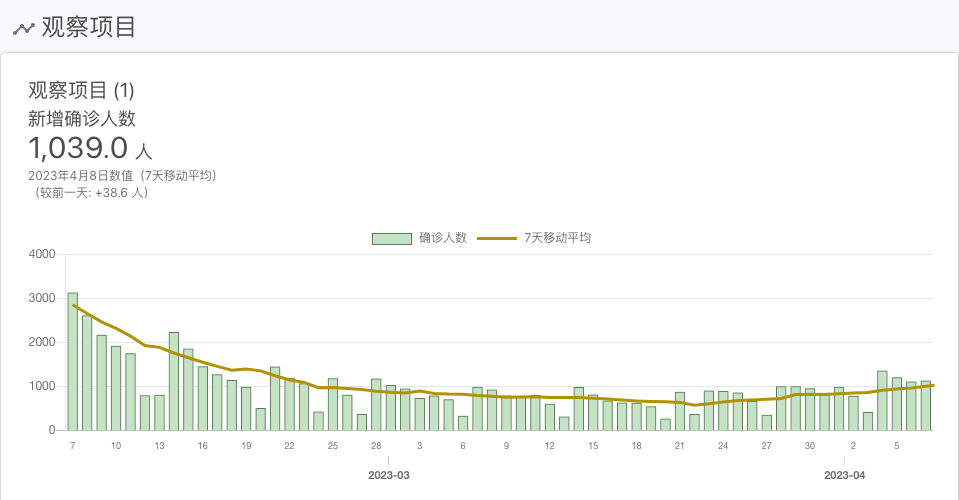 观察项目
观察项目 (1)
新增确诊人数
1,039.0 人
2023年4月8日数值（7天移动平均）
（较前一天: +38.6 人）
确诊人数 7天移动平均
4000
3000
2000
1000
0
7 10 13 16 19 22 25 28 3 6 9 12 15 18 21 24 27 30 2 5
2023-03 2023-04